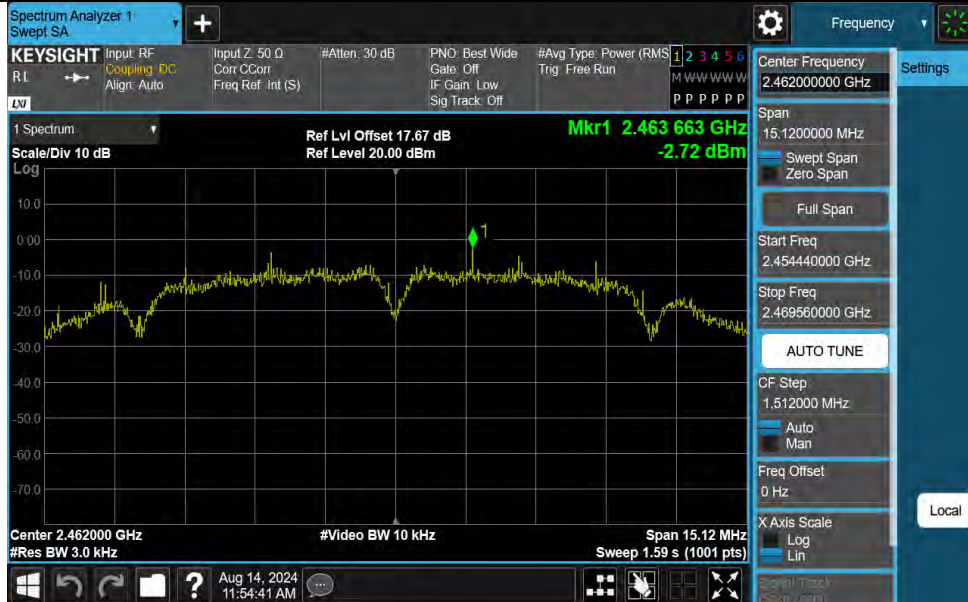 Spectrum Analyzer 1
Swept SA
Frequency
KEYSIGHT
RL
LXI
Input: RF
Coupling: DC
Align: Auto
Input Z: 50 Ω
Corr CCorr
Freq Ref: Int (S)
#Atten: 30 dB
PNO: Best Wide
Gate: Off
IF Gain: Low
Sig Track: Off
#Avg Type: Power (RMS
Trig: Free Run
1 2 3 4 5 6
M W W W W W
P P P P P P
Settings
Center Frequency
2.462000000 GHz
Span
15.1200000 MHz
Swept Span
Zero Span
Full Span
Start Freq
2.454440000 GHz
Stop Freq
2.469560000 GHz
AUTO TUNE
CF Step
1.512000 MHz
Auto
Man
Freq Offset
0 Hz
X Axis Scale
Log
Lin
Signal Track
(Span Zoom)
Local
1 Spectrum
Scale/Div 10 dB
Log
Ref Lvl Offset 17.67 dB
Ref Level 20.00 dBm
Mkr1 2.463 663 GHz
-2.72 dBm
1
10.0
0.00
-10.0
-20.0
-30.0
-40.0
-50.0
-60.0
-70.0
Center 2.462000 GHz
#Res BW 3.0 kHz
#Video BW 10 kHz
Span 15.12 MHz
Sweep 1.59 s (1001 pts)
?
Aug 14, 2024
11:54:41 AM